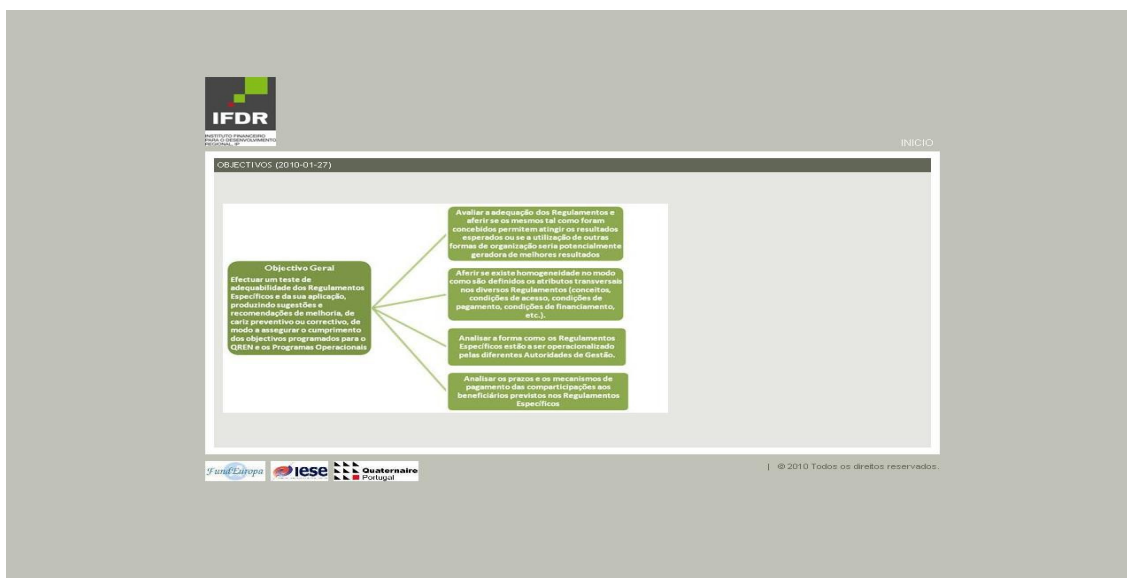 IFDR
INSTITUTO FINANCEIRO
PARA O DESENVOLVIMENTO
REGIONAL, IP
INICIO
OBJECTIVOS (2010-01-27)
Objectivo Geral
Efectuar um teste de
adequabilidade dos Regulamentos
Específicos e da sua aplicação,
produzindo sugestões e
recomendações de melhoria, de
cariz preventivo ou correctivo, de
modo a assegurar o cumprimento
dos objectivos programados para o
QREN e os Programas Operacionais
Avaliar a adequação dos Regulamentos e
aferir se os mesmos tal como foram
concebidos permitem atingir os resultados
esperados ou se a utilização de outras
formas de organização seria potencialmente
geradora de melhores resultados
Aferir se existe homogeneidade no modo
como são definidos os atributos transversais
nos diversos Regulamentos (conceitos,
condições de acesso, condições de
pagamento, condições de financiamento,
etc.).
Analisar a forma como os Regulamentos
Específicos estão a ser operacionalizado
pelas diferentes Autoridades de Gestão.
Analisar os prazos e os mecanismos de
pagamento das comparticipações aos
beneficiários previstos nos Regulamentos
Específicos
Fund'Europa
iese
Quaternaire
Portugal
| © 2010 Todos os direitos reservados.